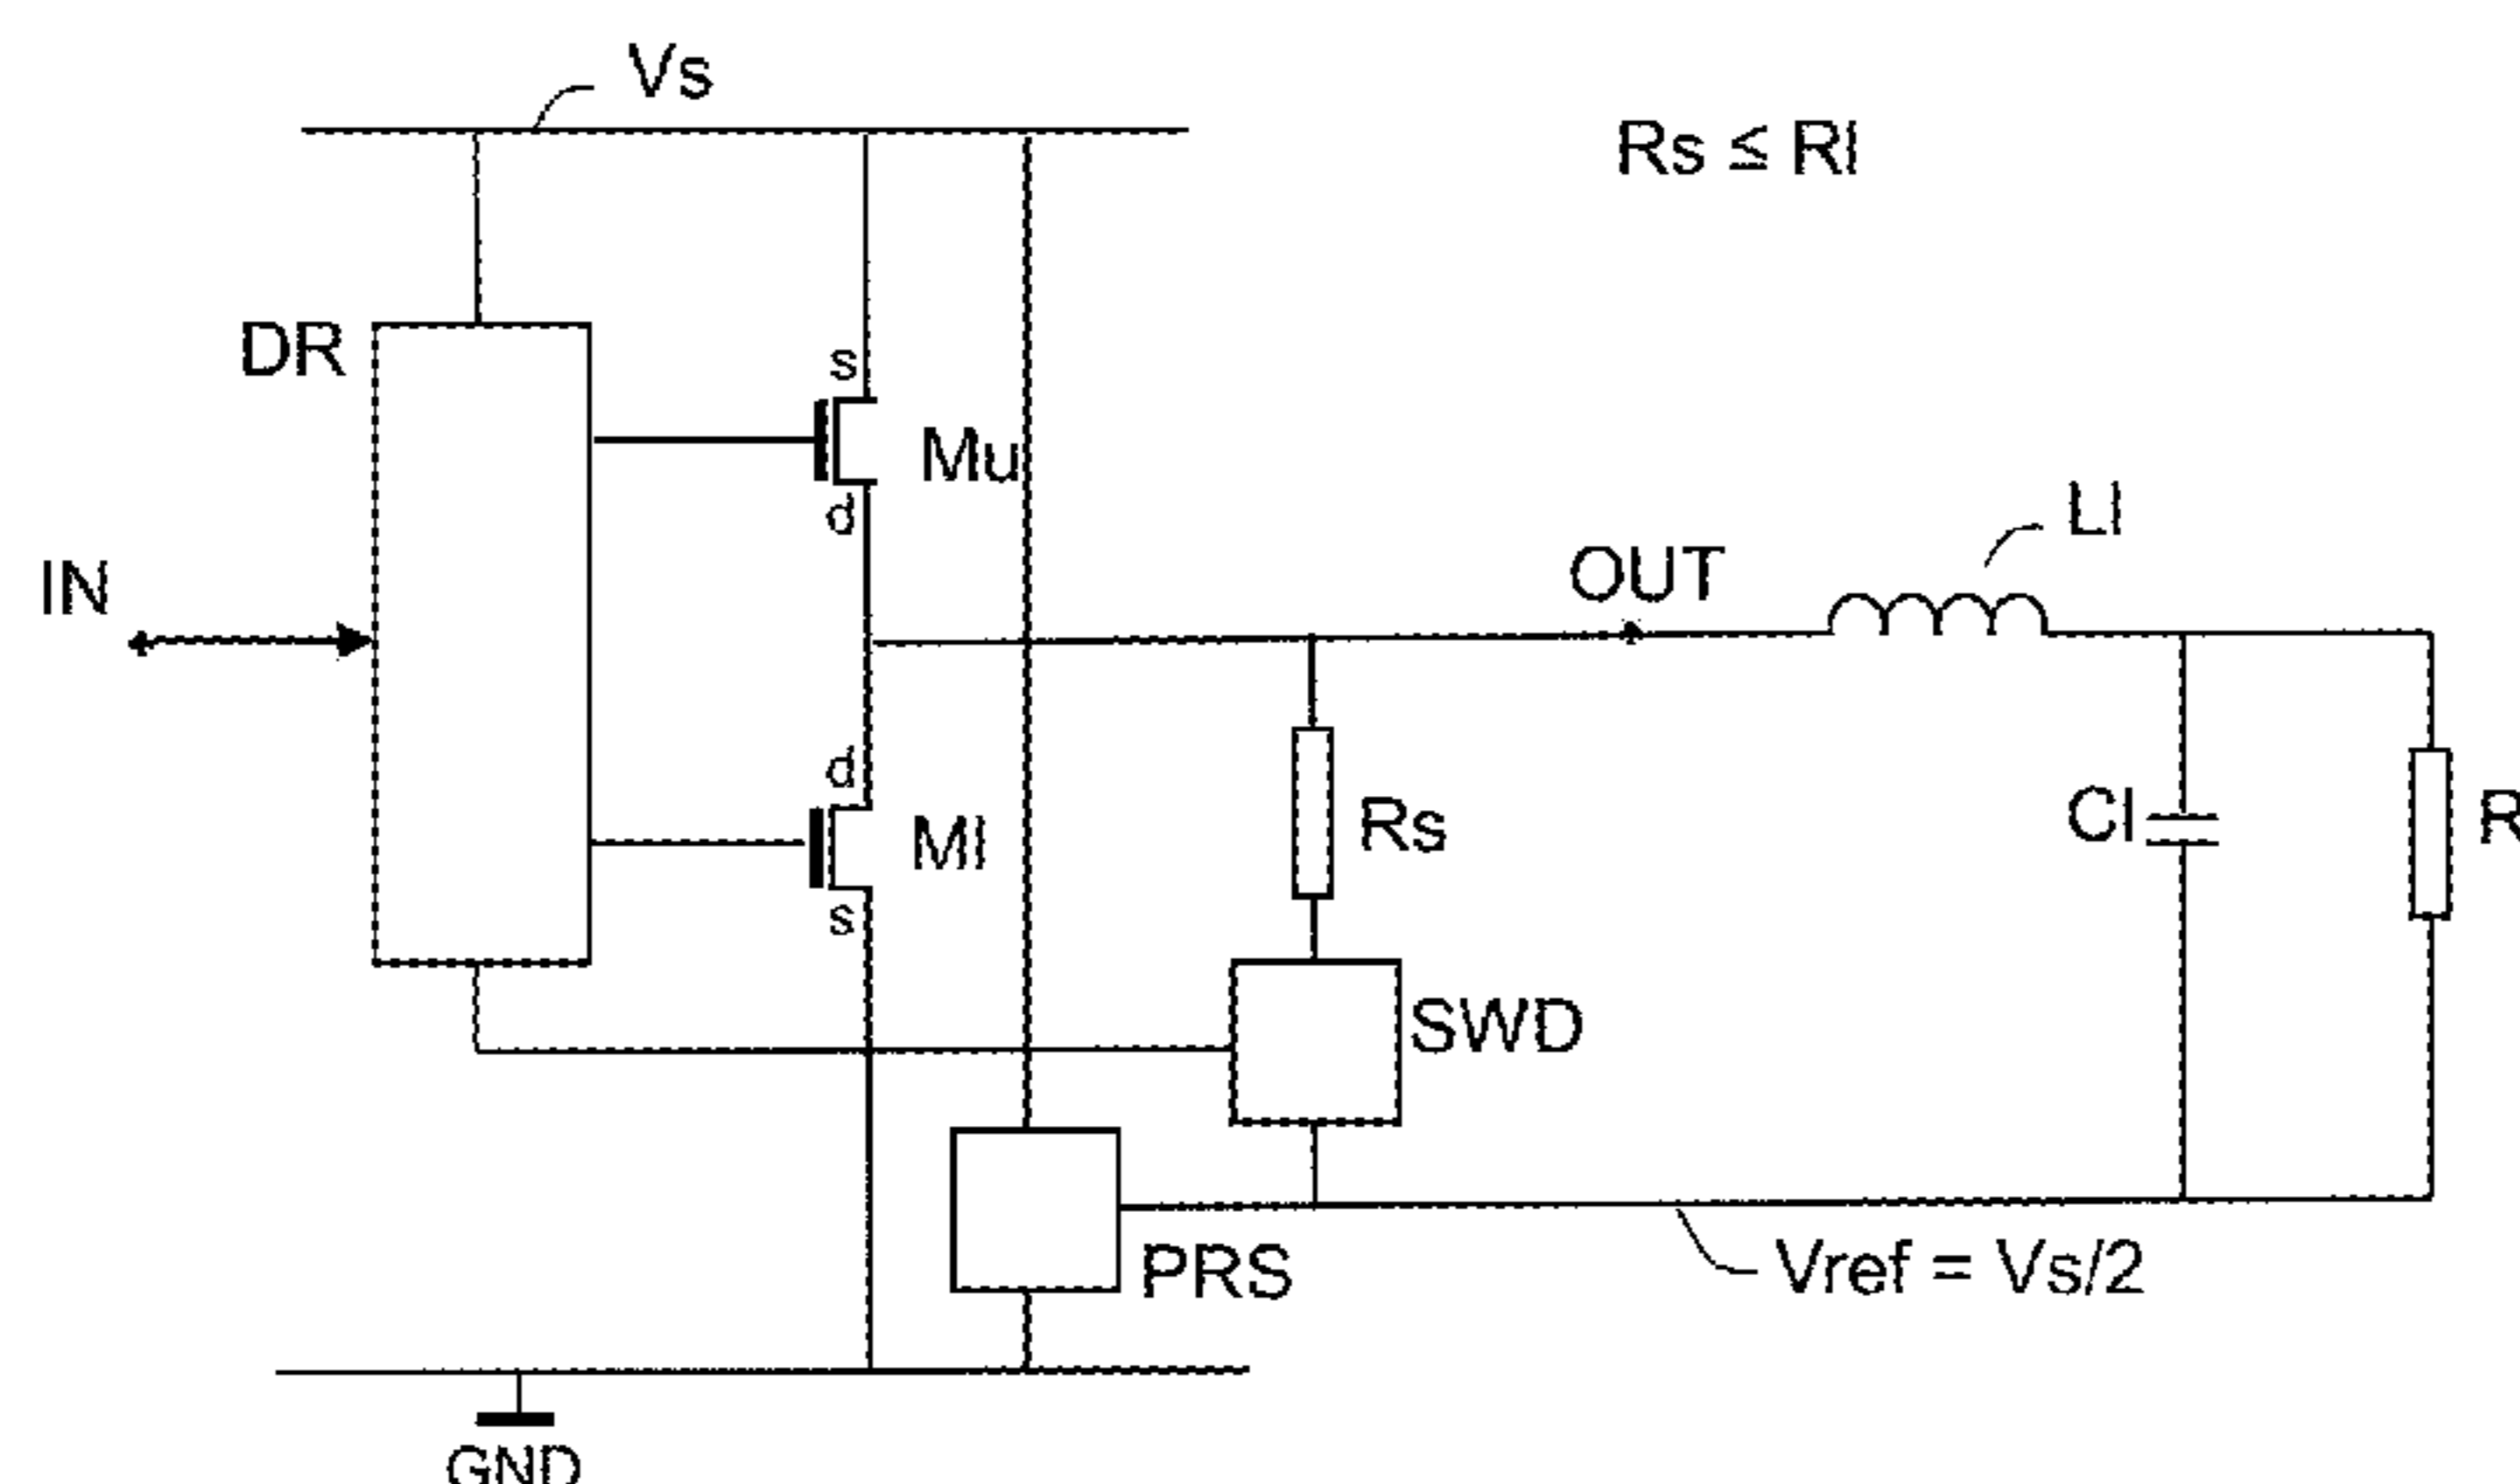 Vs
Rs ≤ Rl
DR
s
Mu
d
IN
OUT
Ll
d
Ml
s
Rs
Cl
R
SWD
PRS
Vref = Vs/2
GND